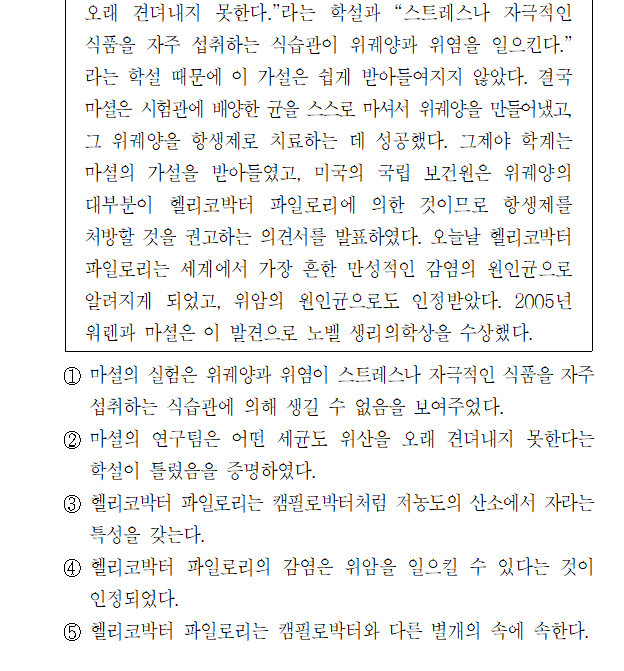 오래 견뎌내지 못한다.”라는 학설과 “스트레스나 자극적인
식품을 자주 섭취하는 식습관이 위궤양과 위염을 일으킨다.”
라는 학설 때문에 이 가설은 쉽게 받아들여지지 않았다. 결국
마셜은 시험관에 배양한 균을 스스로 마셔서 위궤양을 만들어냈고,
그 위궤양을 항생제로 치료하는 데 성공했다. 그제야 학계는
마셜의 가설을 받아들였고, 미국의 국립 보건원은 위궤양의
대부분이 헬리코박터 파일로리에 의한 것이므로 항생제를
처방할 것을 권고하는 의견서를 발표하였다. 오늘날 헬리코박터
파일로리는 세계에서 가장 흔한 만성적인 감염의 원인균으로
알려지게 되었고, 위암의 원인균으로도 인정받았다. 2005년
워렌과 마셜은 이 발견으로 노벨 생리의학상을 수상했다.
① 마셜의 실험은 위궤양과 위염이 스트레스나 자극적인 식품을 자주
섭취하는 식습관에 의해 생길 수 없음을 보여주었다.
② 마셜의 연구팀은 어떤 세균도 위산을 오래 견뎌내지 못한다는
학설이 틀렸음을 증명하였다.
③ 헬리코박터 파일로리는 캠필로박터처럼 저농도의 산소에서 자라는
특성을 갖는다.
④ 헬리코박터 파일로리의 감염은 위암을 일으킬 수 있다는 것이
인정되었다.
⑤ 헬리코박터 파일로리는 캠필로박터와 다른 별개의 속에 속한다.